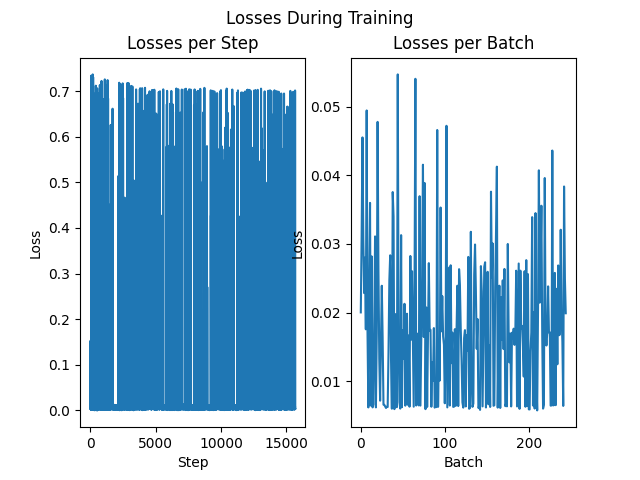 Losses During Training
Losses per Step
Loss
0.7
0.6
0.5
0.4
0.3
0.2
0.1
0.0
0
5000
10000
15000
Step
Losses per Batch
Loss
0.05
0.04
0.03
0.02
0.01
0
100
200
Batch